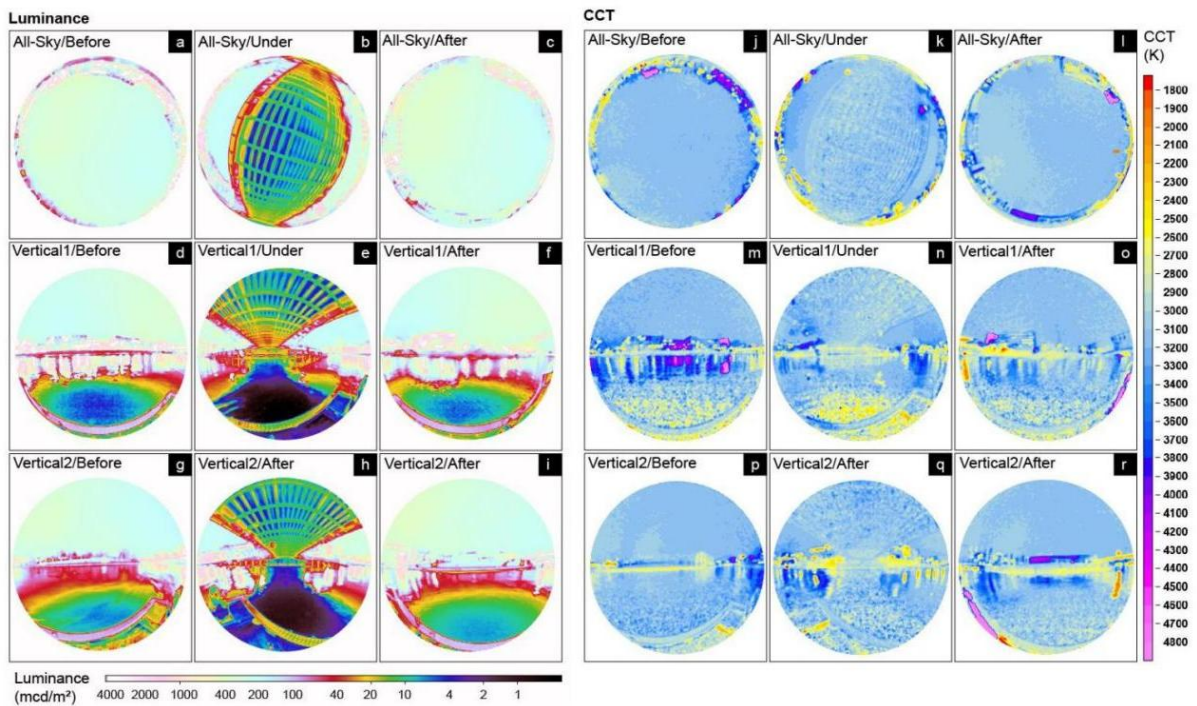 Luminance
All-Sky/Before a
All-Sky/Under b
All-Sky/After c
Vertical1/Before d
Vertical1/Under e
Vertical1/After f
Vertical2/Before g
Vertical2/After h
Vertical2/After i
Luminance
(mcd/m²)
4000 2000 1000 400 200 100 40 20 10 4 2 1
CCT
All-Sky/Before j
All-Sky/Under k
All-Sky/After l
Vertical1/Before m
Vertical1/Under n
Vertical1/After o
Vertical2/Before p
Vertical2/After q
Vertical2/After r
CCT
(K)
1800
1900
2000
2100
2200
2300
2400
2500
2600
2700
2800
2900
3000
3100
3200
3300
3400
3500
3600
3700
3800
3900
4000
4100
4200
4300
4400
4500
4600
4700
4800